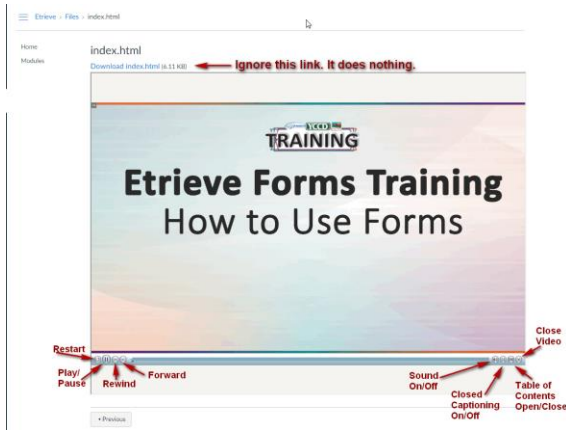 Etrieve > Files > index.html
Home
Modules
index.html
Download index.html (6.11 KB)
Ignore this link. It does nothing.
YCCD
TRAINING
Etrieve Forms Training
How to Use Forms
Restart
Play/
Pause
Rewind
Forward
Sound
On/Off
Closed
Captioning
On/Off
Table of
Contents
Open/Close
Close
Video
Previous